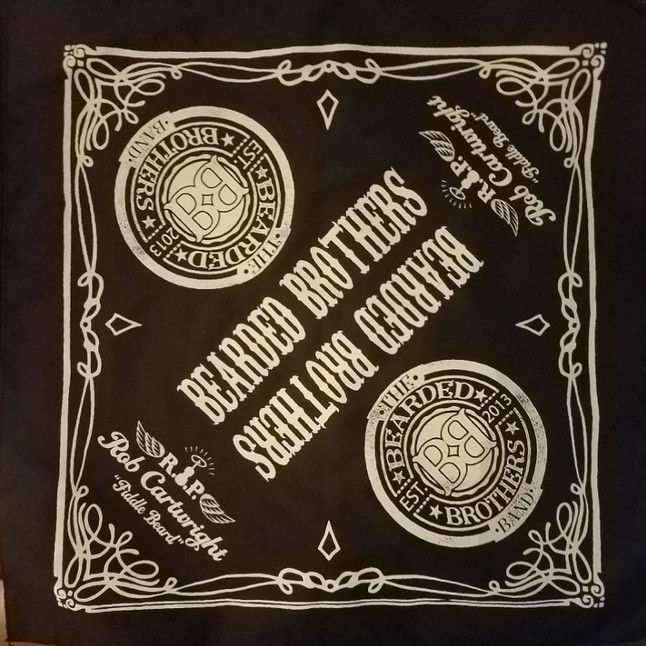 THE
BEARDED
BROTHERS
BAND
EST
2013
BB
R.I.P.
Rob Cartwright
"Fiddle Beard"
BEARDED BROTHERS
BEARDED BROTHERS
THE
BEARDED
BROTHERS
BAND
EST
2013
BB
R.I.P.
Rob Cartwright
"Fiddle Beard"